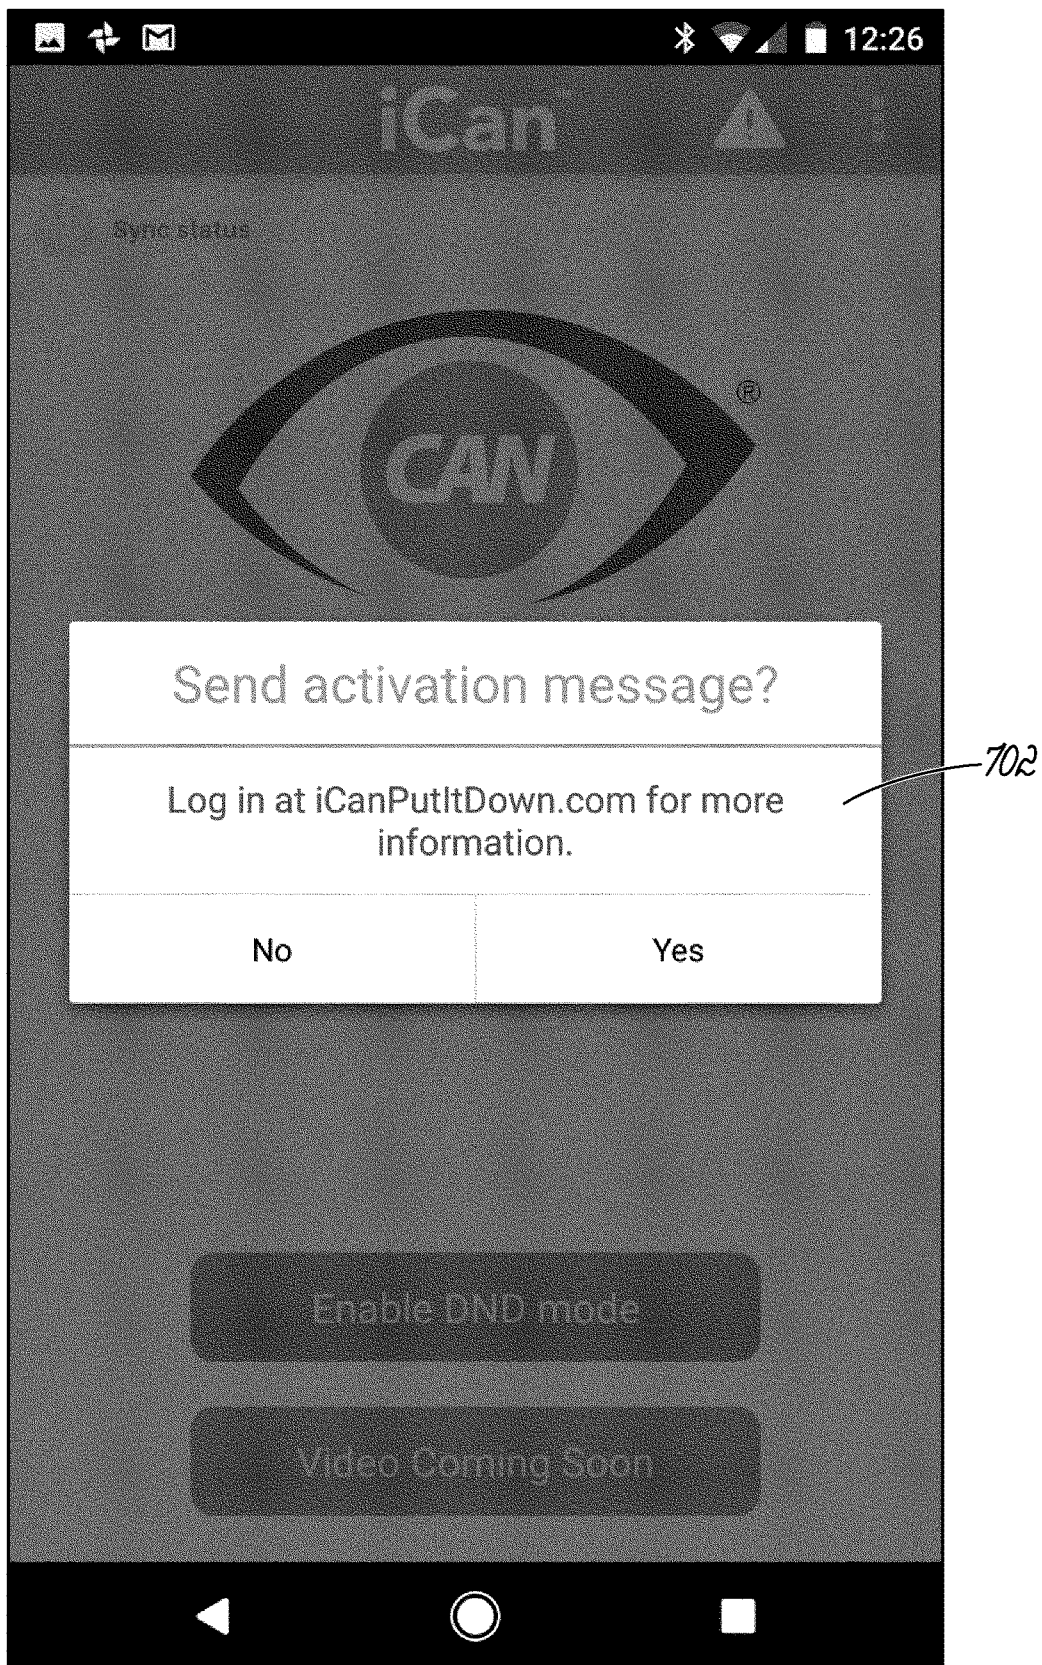 12:26
iCan™
Sync status
®
CAN
Send activation message?
702
Log in at iCanPutItDown.com for more
information.
No Yes
Enable DND mode
Video Coming Soon